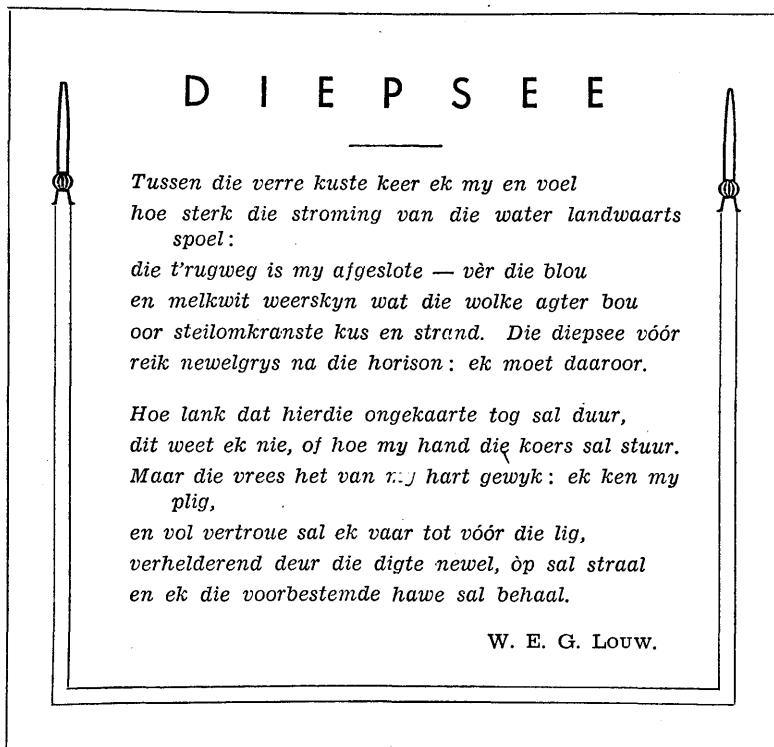 DIEPSEE
Tussen die verre kuste keer ek my en voel
hoe sterk die stroming van die water landwaarts
spoel:
die t'rugweg is my afgeslote — vèr die blou
en melkwit weerskyn wat die wolke agter bou
oor steilomkranste kus en strand. Die diepsee vóór
reik newelgrys na die horison: ek moet daaroor.
Hoe lank dat hierdie ongekaarte tog sal duur,
dit weet ek nie, of hoe my hand die koers sal stuur.
Maar die vrees het van my hart gewyk: ek ken my
plig,
en vol vertroue sal ek vaar tot vóór die lig,
verhelderend deur die digte newel, òp sal straal
en ek die voorbestemde hawe sal behaal.
W. E. G. Louw.